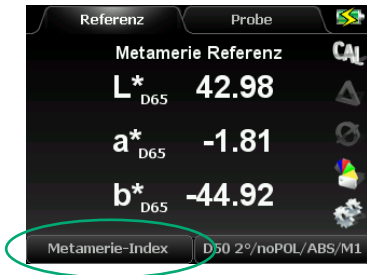 Referenz Probe
CAL
Metamerie Referenz
L*D65 42.98
a*D65 -1.81
b*D65 -44.92
Metamerie-Index D50 2°/noPOL/ABS/M1